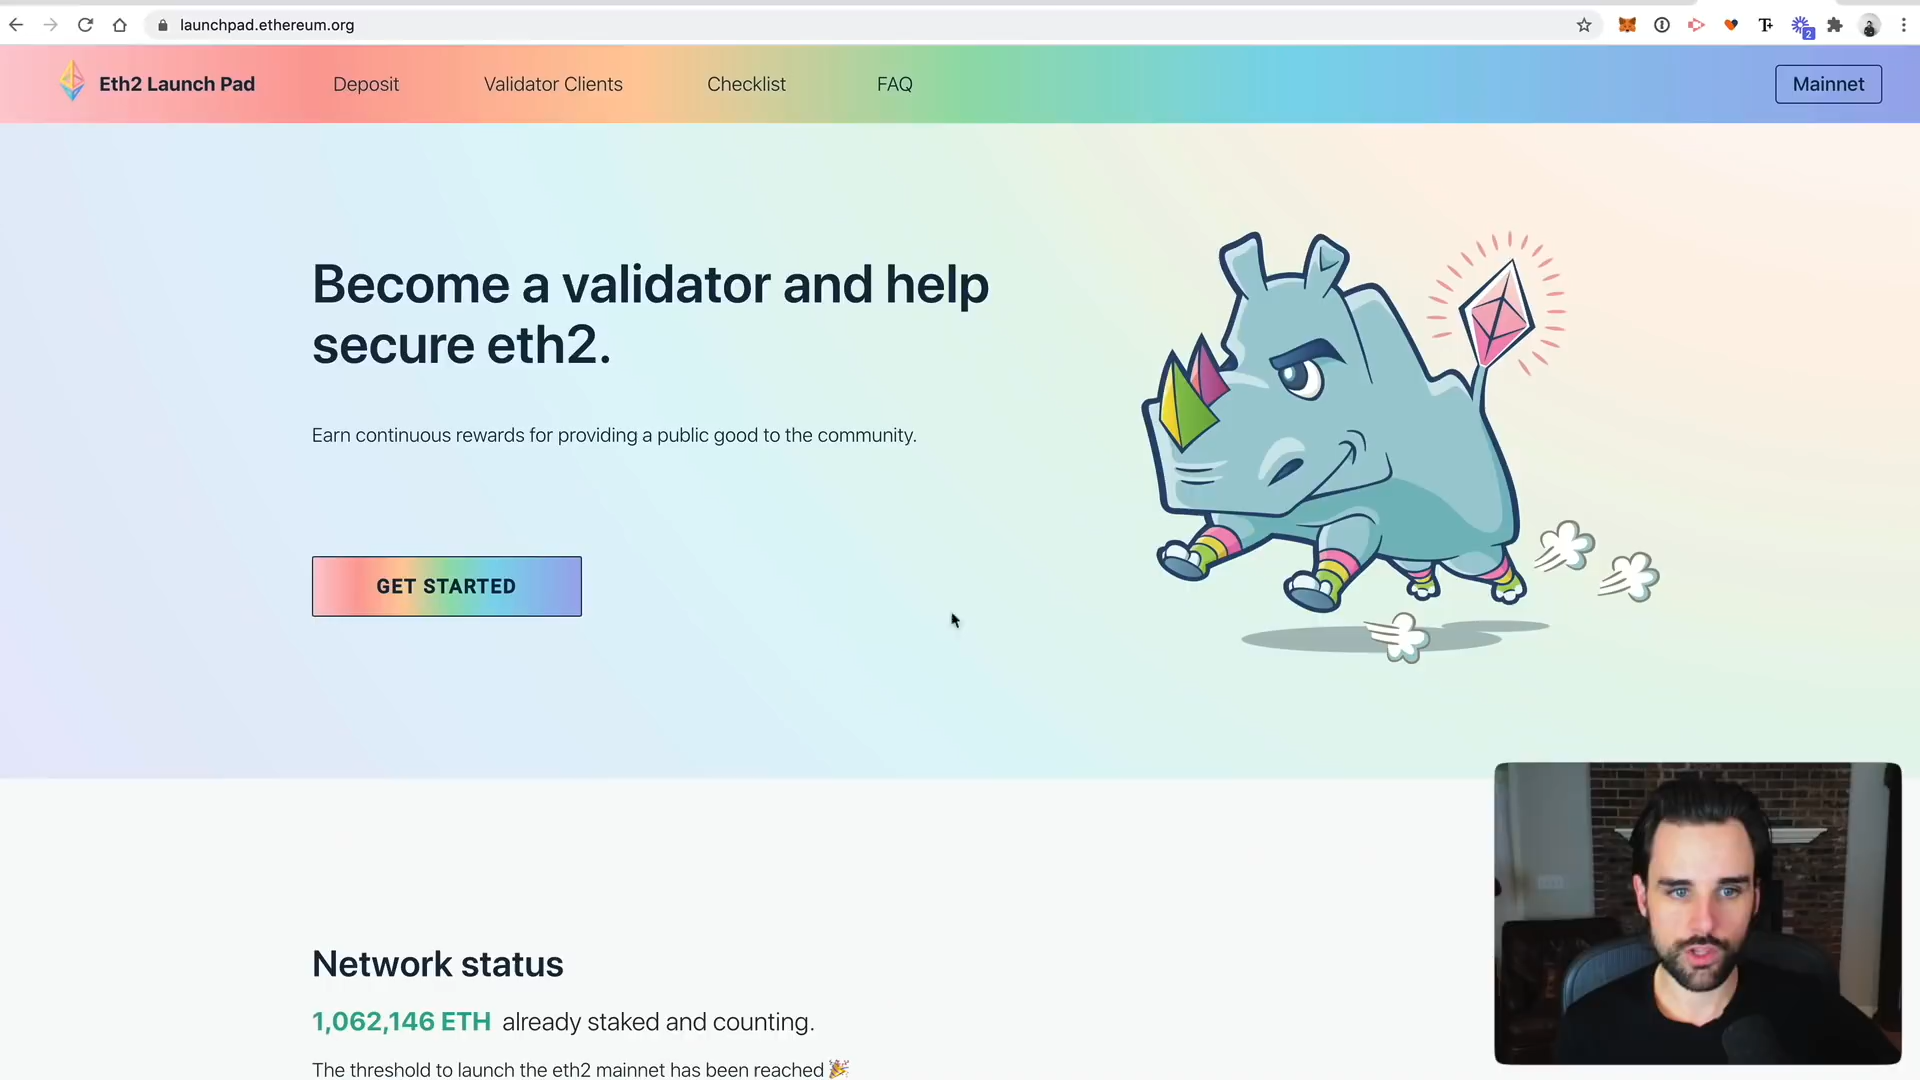 launchpad.ethereum.org
2
Eth2 Launch Pad
Deposit
Validator Clients
Checklist
FAQ
Mainnet
Become a validator and help
secure eth2.
Earn continuous rewards for providing a public good to the community.
GET STARTED
Network status
1,062,146 ETH already staked and counting.
The threshold to launch the eth2 mainnet has been reached 🎉